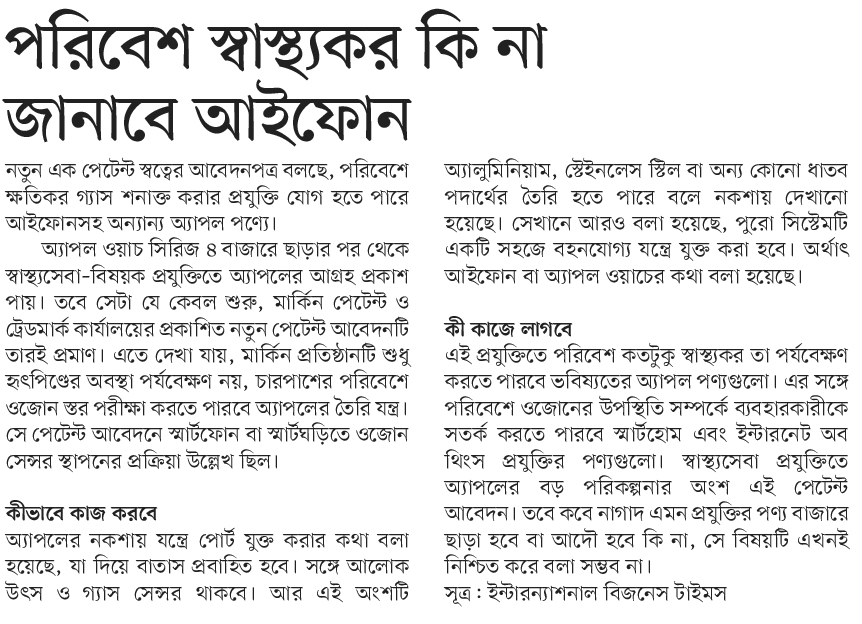 পরিবেশ স্বাস্থ্যকর কি না
জানাবে আইফোন
নতুন এক পেটেন্ট স্বত্বের আবেদনপত্র বলছে, পরিবেশে
ক্ষতিকর গ্যাস শনাক্ত করার প্রযুক্তি যোগ হতে পারে
আইফোনসহ অন্যান্য অ্যাপল পণ্যে।
অ্যাপল ওয়াচ সিরিজ ৪ বাজারে ছাড়ার পর থেকে
স্বাস্থ্যসেবা-বিষয়ক প্রযুক্তিতে অ্যাপলের আগ্রহ প্রকাশ
পায়। তবে সেটা যে কেবল শুরু, মার্কিন পেটেন্ট ও
ট্রেডমার্ক কার্যালয়ের প্রকাশিত নতুন পেটেন্ট আবেদনটি
তারই প্রমাণ। এতে দেখা যায়, মার্কিন প্রতিষ্ঠানটি শুধু
হৃৎপিণ্ডের অবস্থা পর্যবেক্ষণ নয়, চারপাশের পরিবেশে
ওজোন স্তর পরীক্ষা করতে পারবে অ্যাপলের তৈরি যন্ত্র।
সে পেটেন্ট আবেদনে স্মার্টফোন বা স্মার্টঘড়িতে ওজোন
সেন্সর স্থাপনের প্রক্রিয়া উল্লেখ ছিল।
কীভাবে কাজ করবে
অ্যাপলের নকশায় যন্ত্রে পোর্ট যুক্ত করার কথা বলা
হয়েছে, যা দিয়ে বাতাস প্রবাহিত হবে। সঙ্গে আলোক
উৎস ও গ্যাস সেন্সর থাকবে। আর এই অংশটি
অ্যালুমিনিয়াম, স্টেইনলেস স্টিল বা অন্য কোনো ধাতব
পদার্থের তৈরি হতে পারে বলে নকশায় দেখানো
হয়েছে। সেখানে আরও বলা হয়েছে, পুরো সিস্টেমটি
একটি সহজে বহনযোগ্য যন্ত্রে যুক্ত করা হবে। অর্থাৎ
আইফোন বা অ্যাপল ওয়াচের কথা বলা হয়েছে।
কী কাজে লাগবে
এই প্রযুক্তিতে পরিবেশ কতটুকু স্বাস্থ্যকর তা পর্যবেক্ষণ
করতে পারবে ভবিষ্যতের অ্যাপল পণ্যগুলো। এর সঙ্গে
পরিবেশে ওজোনের উপস্থিতি সম্পর্কে ব্যবহারকারীকে
সতর্ক করতে পারবে স্মার্টহোম এবং ইন্টারনেট অব
থিংস প্রযুক্তির পণ্যগুলো। স্বাস্থ্যসেবা প্রযুক্তিতে
অ্যাপলের বড় পরিকল্পনার অংশ এই পেটেন্ট
আবেদন। তবে কবে নাগাদ এমন প্রযুক্তির পণ্য বাজারে
ছাড়া হবে বা আদৌ হবে কি না, সে বিষয়টি এখনই
নিশ্চিত করে বলা সম্ভব না।
সূত্র : ইন্টারন্যাশনাল বিজনেস টাইমস